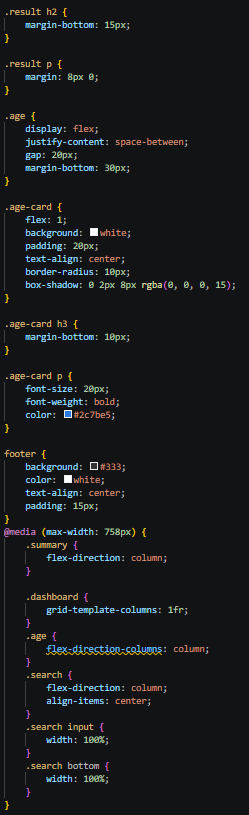 .result h2 {
margin-bottom: 15px;
}
.result p {
margin: 8px 0;
}
.age {
display: flex;
justify-content: space-between;
gap: 20px;
margin-bottom: 30px;
}
.age-card {
flex: 1;
background: white;
padding: 20px;
text-align: center;
border-radius: 10px;
box-shadow: 0 2px 8px rgba(0, 0, 0, 15);
}
.age-card h3 {
margin-bottom: 10px;
}
.age-card p {
font-size: 20px;
font-weight: bold;
color: #2c7be5;
}
footer {
background: #333;
color: white;
text-align: center;
padding: 15px;
}
@media (max-width: 758px) {
.summary {
flex-direction: column;
}
.dashboard {
grid-template-columns: 1fr;
}
.age {
flex-direction-columns: column;
}
.search {
flex-direction: column;
align-items: center;
}
.search input {
width: 100%;
}
.search bottom {
width: 100%;
}
}